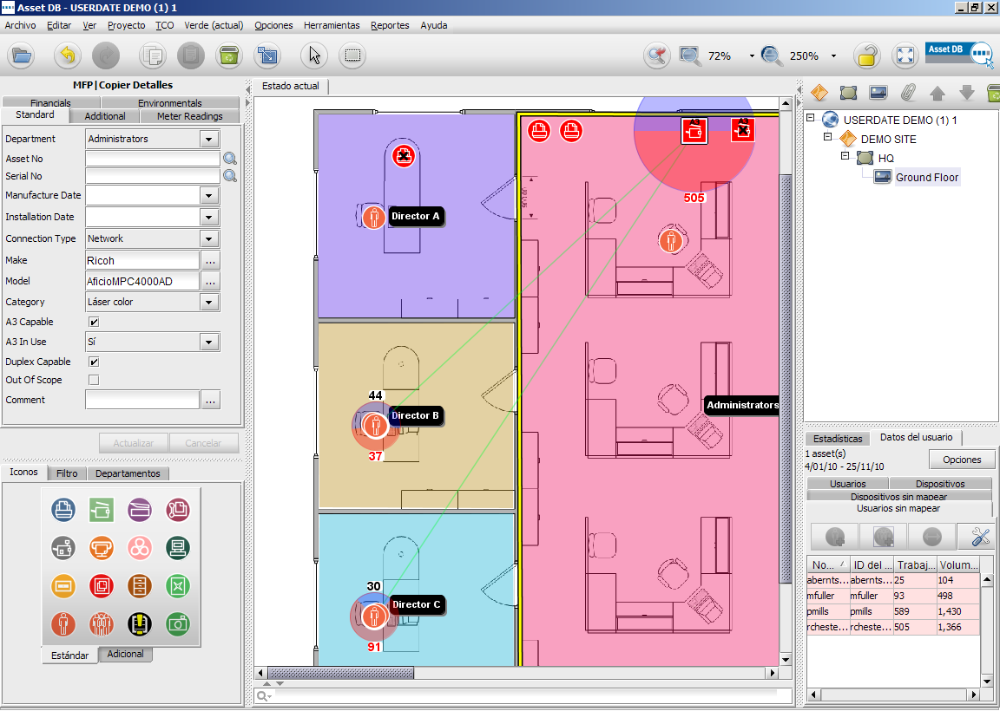 Asset DB - USERDATE DEMO (1) 1
Archivo Editar Ver Proyecto TCO Verde (actual) Opciones Herramientas Reportes Ayuda
72% 250% Asset DB
MFP|Copier Detalles
Financials Environmentals
Standard Additional Meter Readings
Department Administrators
Asset No
Serial No
Manufacture Date
Installation Date
Connection Type Network
Make Ricoh ...
Model AficioMPC4000AD ...
Category Láser color
A3 Capable
A3 In Use Sí
Duplex Capable
Out Of Scope
Comment ...
Actualizar Cancelar
Iconos Filtro Departamentos
Estándar Adicional
Estado actual
A3
A3
505
Director A
44
Director B
37
Administrators
30
Director C
91
USERDATE DEMO (1) 1
DEMO SITE
HQ
Ground Floor
Estadísticas Datos del usuario
1 asset(s)
4/01/10 - 25/11/10
Opciones
Usuarios Dispositivos
Dispositivos sin mapear
Usuarios sin mapear
No... ID del ... Trabaj... Volum...
abernts... abernts... 25 104
mfuller mfuller 93 498
pmills pmills 589 1,430
rcheste... rcheste... 505 1,366